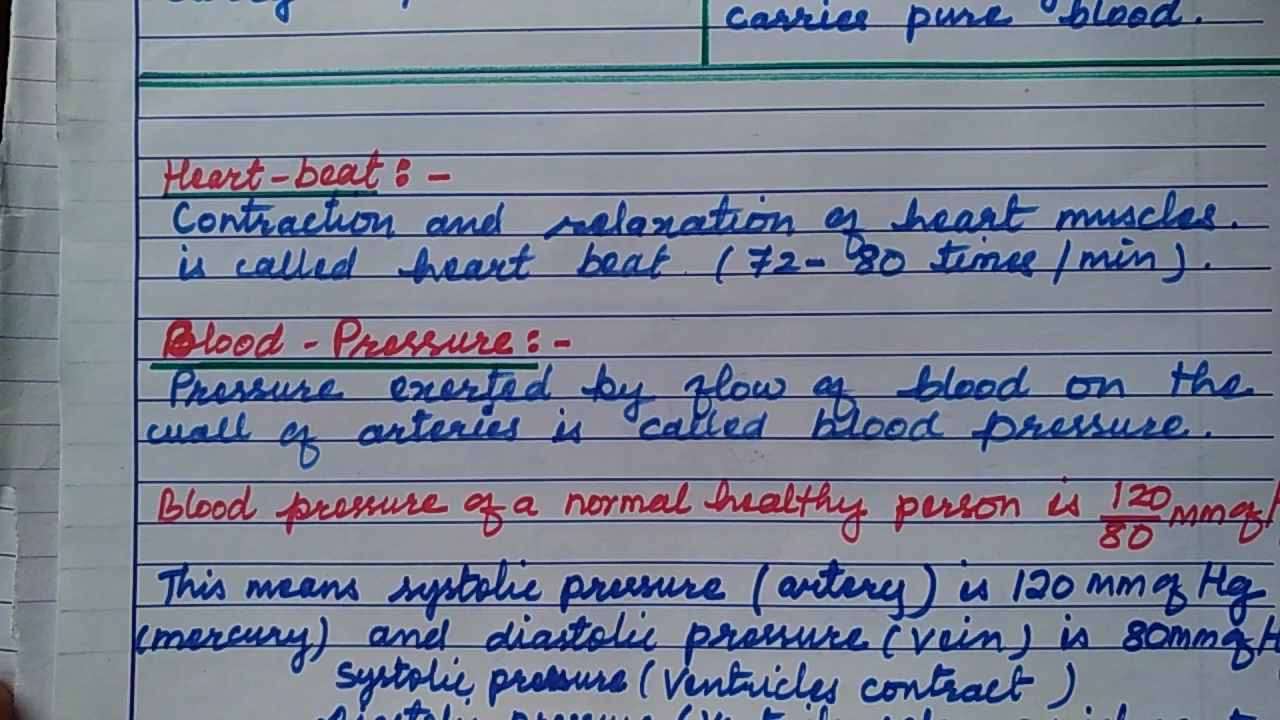 carries pure blood.
Heart-beat:-
Contraction and relaxation of heart muscles.
is called heart beat (72-80 times/min).
Blood-Pressure:-
Pressure exerted by flow of blood on the
wall of arteries is called blood pressure.
Blood pressure of a normal healthy person is 120/80 mm of
This means systolic pressure (artery) is 120 mm of Hg
(mercury) and diastolic pressure (vein) is 80mm of H
Systolic pressure (Ventricles contract)